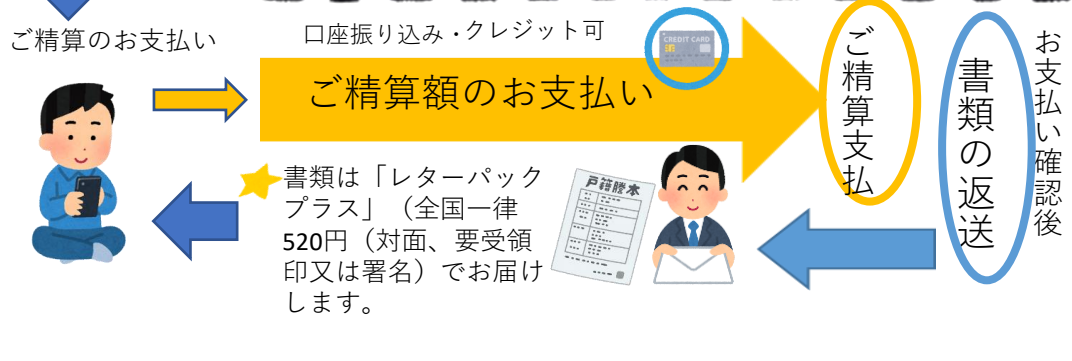 ご精算のお支払い
口座振り込み・クレジット可
CREDIT CARD
ご精算額のお支払い
ご精算支払
書類の返送
お支払い確認後
書類は「レターパック
プラス」（全国一律
520円（対面、要受領
印又は署名）でお届け
します。
戸籍謄本